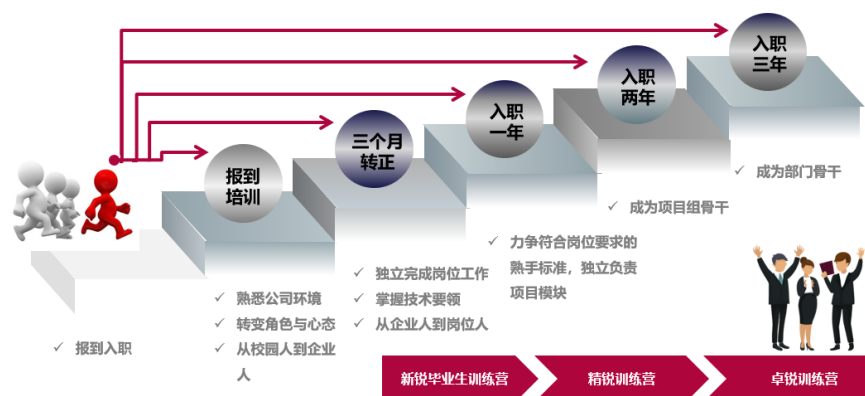 入职
三年
入职
两年
入职
一年
三个月
转正
报到
培训
✓ 成为部门骨干
✓ 成为项目组骨干
✓ 力争符合岗位要求的
熟手标准，独立负责
项目模块
✓ 独立完成岗位工作
✓ 掌握技术要领
✓ 从企业人到岗位人
✓ 熟悉公司环境
✓ 转变角色与心态
✓ 从校园人到企业
人
✓ 报到入职
新锐毕业生训练营
精锐训练营
卓锐训练营